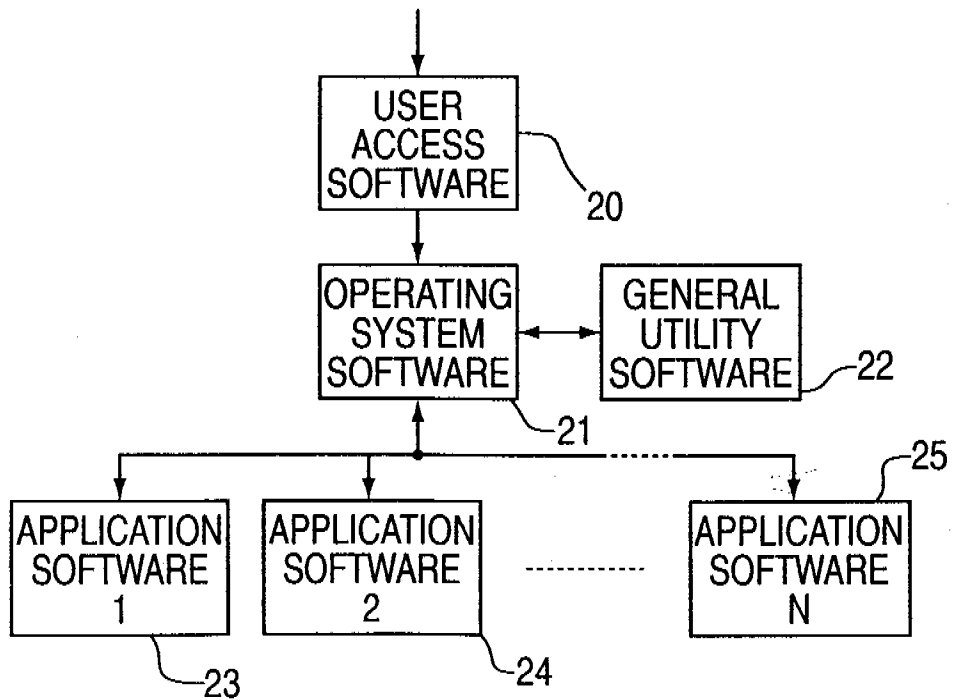 USER
ACCESS
SOFTWARE
20
OPERATING
SYSTEM
SOFTWARE
21
GENERAL
UTILITY
SOFTWARE
22
APPLICATION
SOFTWARE
1
23
APPLICATION
SOFTWARE
2
24
25
APPLICATION
SOFTWARE
N